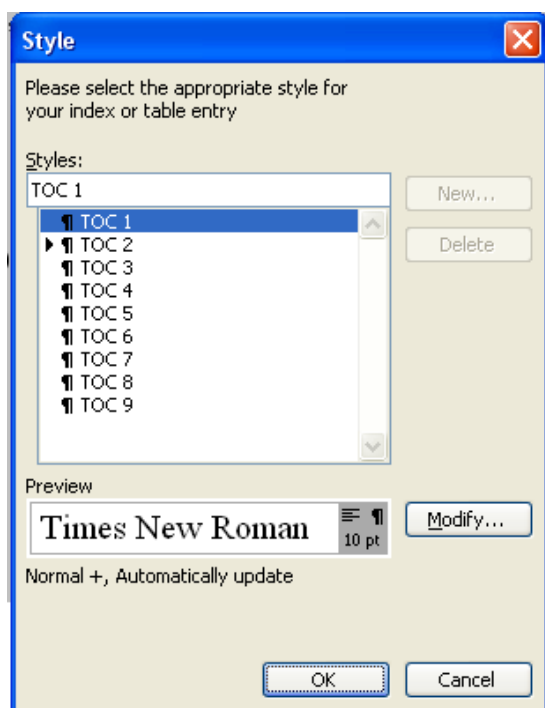 Style
Please select the appropriate style for
your index or table entry
Styles:
TOC 1
New...
¶ TOC 1
¶ TOC 2
Delete
¶ TOC 3
¶ TOC 4
¶ TOC 5
¶ TOC 6
¶ TOC 7
¶ TOC 8
¶ TOC 9
Preview
Times New Roman
¶
10 pt
Modify...
Normal +, Automatically update
OK
Cancel